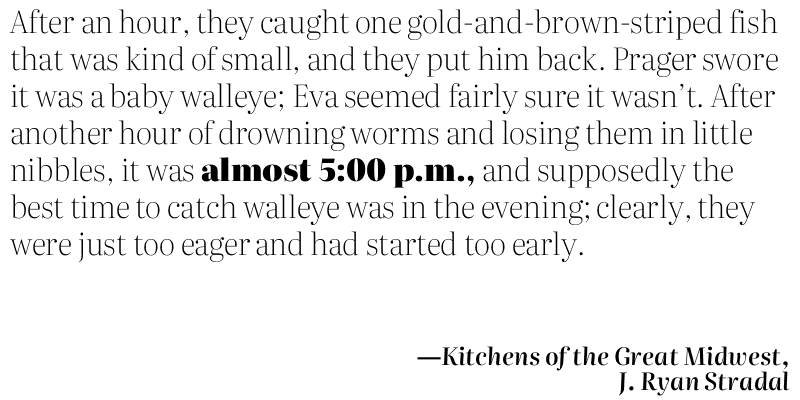 After an hour, they caught one gold-and-brown-striped fish
that was kind of small, and they put him back. Prager swore
it was a baby walleye; Eva seemed fairly sure it wasn’t. After
another hour of drowning worms and losing them in little
nibbles, it was almost 5:00 p.m., and supposedly the
best time to catch walleye was in the evening; clearly, they
were just too eager and had started too early.
—Kitchens of the Great Midwest,
J. Ryan Stradal